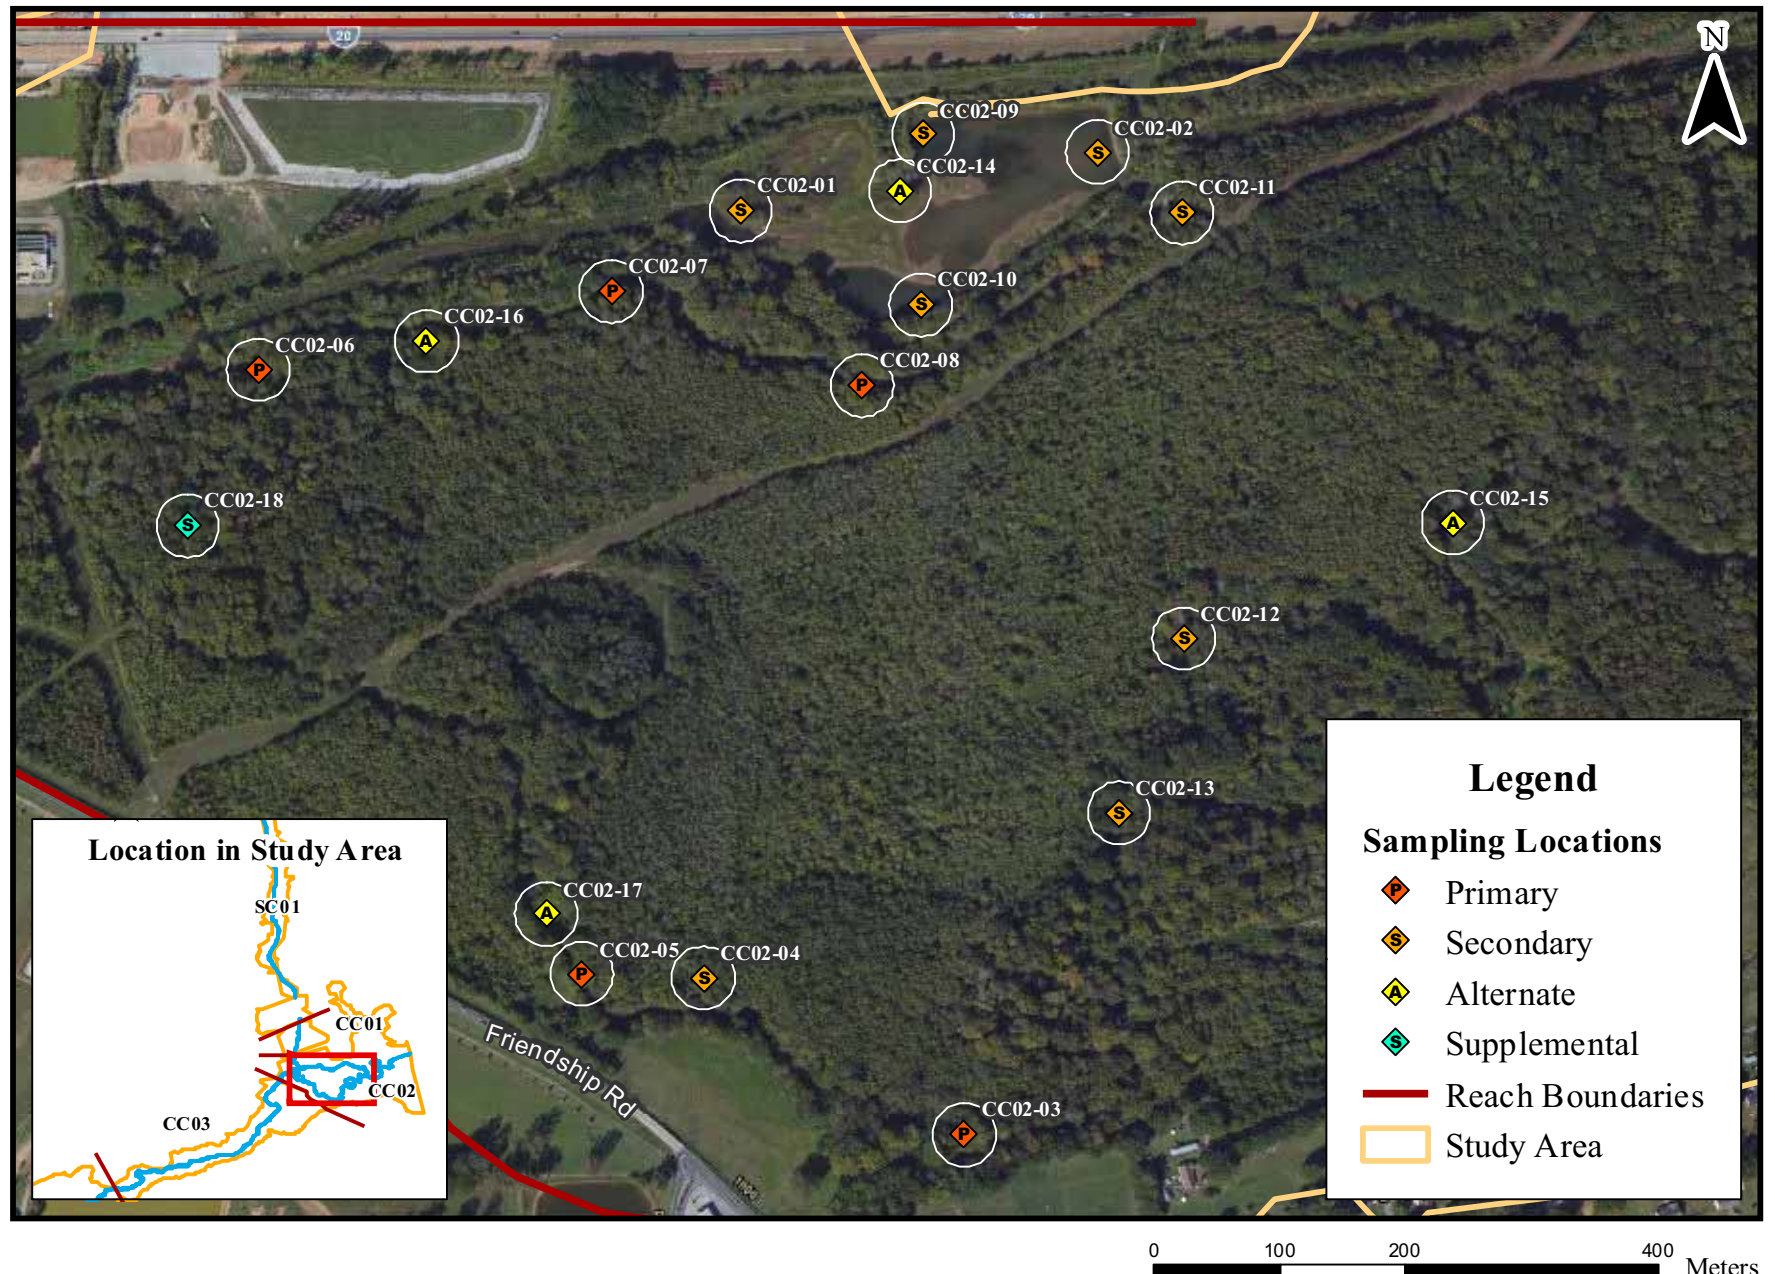 20
N
CC02-09
CC02-02
CC02-14
CC02-01
CC02-11
CC02-07
CC02-10
CC02-16
CC02-06
CC02-08
CC02-18
CC02-15
CC02-12
CC02-13
CC02-17
CC02-05
CC02-04
CC02-03
S
S
A
S
S
P
S
A
P
P
S
A
S
S
A
P
S
P
Friendship Rd
Location in Study Area
SC01
CC01
CC02
CC03
Legend
Sampling Locations
P Primary
S Secondary
A Alternate
S Supplemental
Reach Boundaries
Study Area
0 100 200 400
Meters